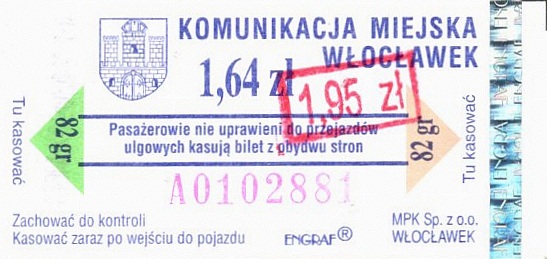 KOMUNIKACJA MIEJSKA
WŁOCŁAWEK
1,64 zł
1,95 zł
Tu kasować
82 gr
Pasażerowie nie uprawieni do przejazdów
ulgowych kasują bilet z obydwu stron
82 gr
Tu kasować
A0102881
Zachować do kontroli
Kasować zaraz po wejściu do pojazdu
ENGRAF®
MPK Sp. z o.o.
WŁOCŁAWEK